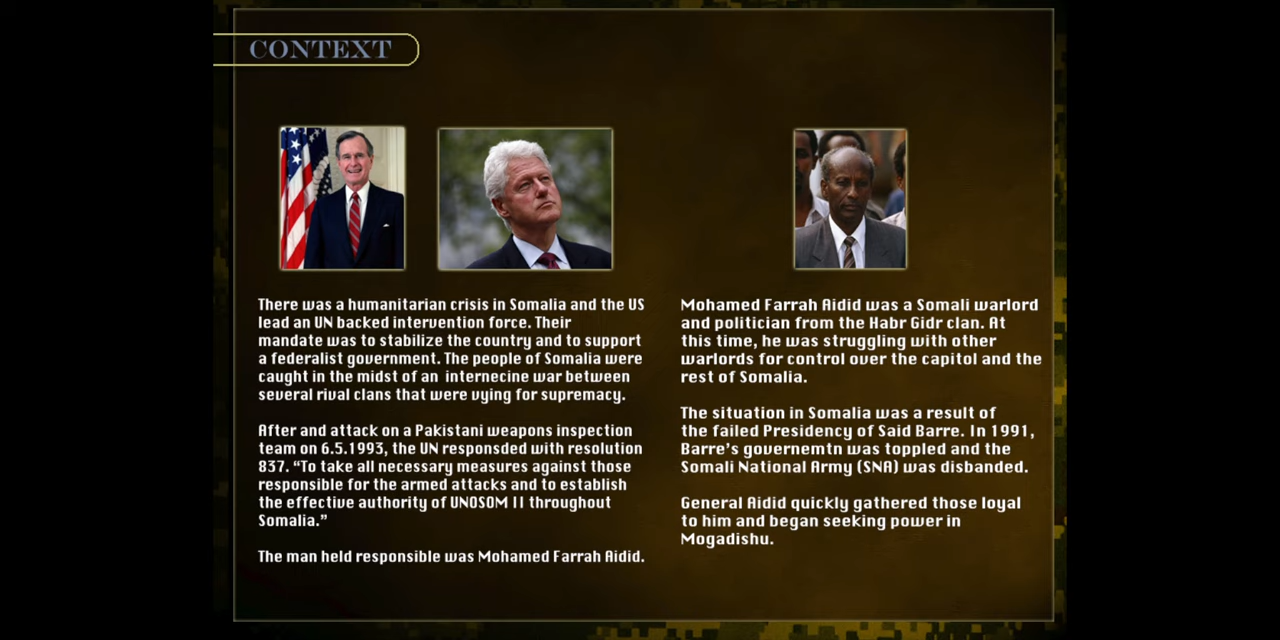 CONTEXT
There was a humanitarian crisis in Somalia and the US
lead an UN backed intervention force. Their
mandate was to stabilize the country and to support
a federalist government. The people of Somalia were
caught in the midst of an internecine war between
several rival clans that were vying for supremacy.
After and attack on a Pakistani weapons inspection
team on 6.5.1993, the UN responsded with resolution
837. “To take all necessary measures against those
responsible for the armed attacks and to establish
the effective authority of UNOSOM II throughout
Somalia.”
The man held responsible was Mohamed Farrah Aidid.
Mohamed Farrah Aidid was a Somali warlord
and politician from the Habr Gidr clan. At
this time, he was struggling with other
warlords for control over the capitol and the
rest of Somalia.
The situation in Somalia was a result of
the failed Presidency of Said Barre. In 1991,
Barre’s governemtn was toppled and the
Somali National Army (SNA) was disbanded.
General Aidid quickly gathered those loyal
to him and began seeking power in
Mogadishu.